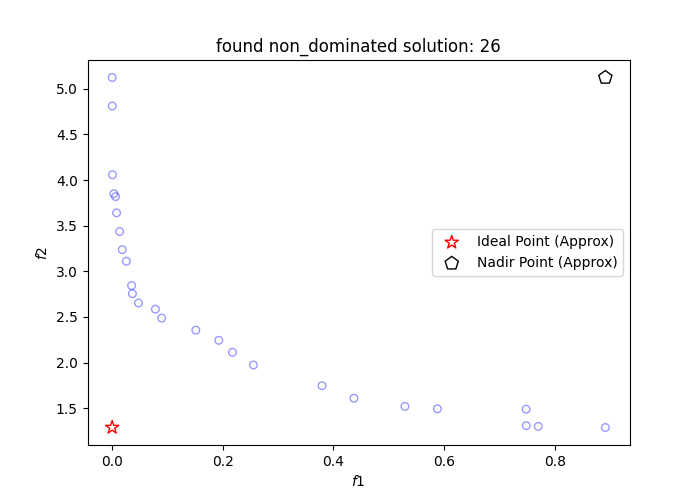 found non_dominated solution: 26
5.0
4.5
4.0
3.5
3.0
2.5
2.0
1.5
f2
Ideal Point (Approx)
Nadir Point (Approx)
0.0 0.2 0.4 0.6 0.8
f1